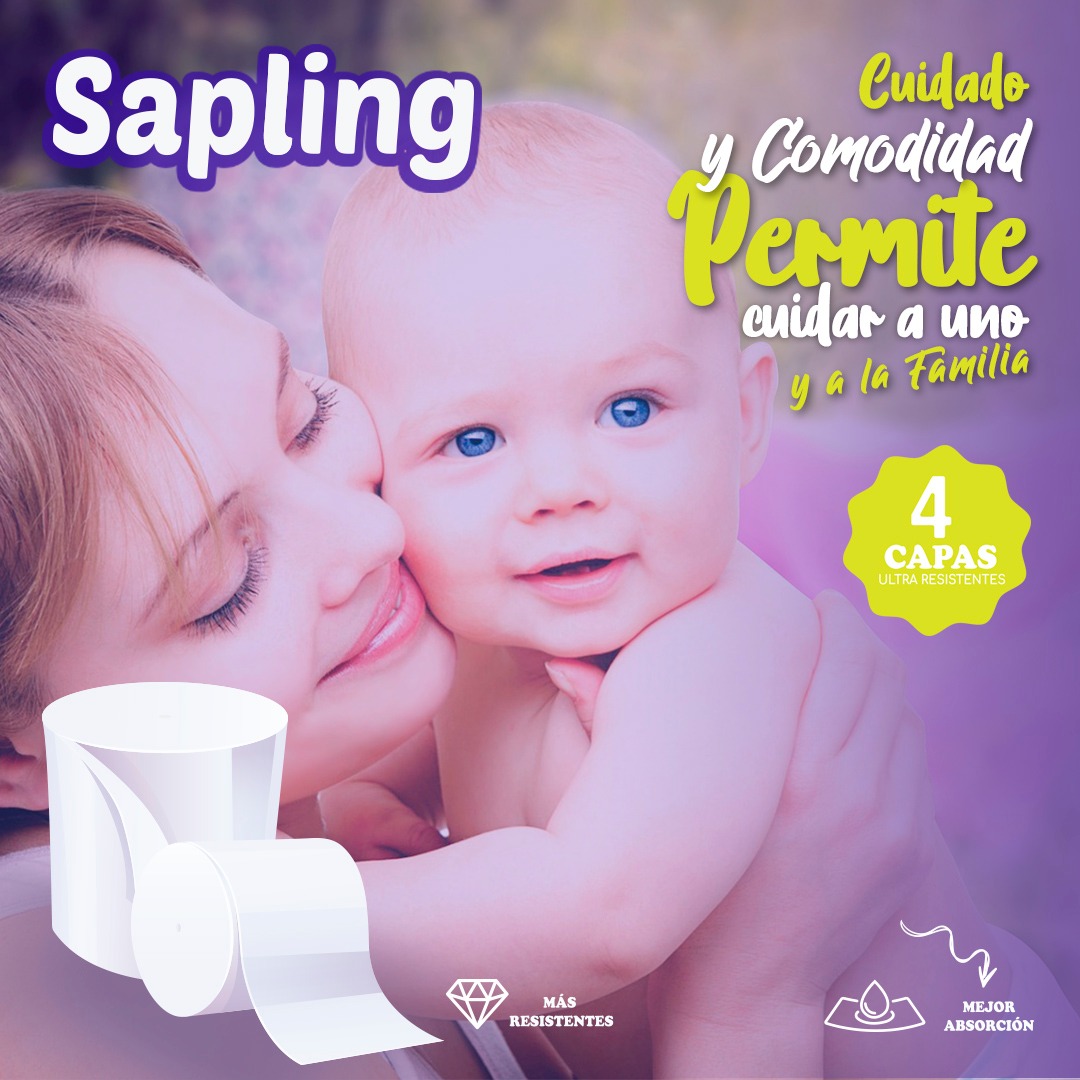 Sapling
Cuidado
y Comodidad
Permite
cuidar a uno
y a la Familia
4
CAPAS
ULTRA RESISTENTES
MÁS
RESISTENTES
MEJOR
ABSORCIÓN